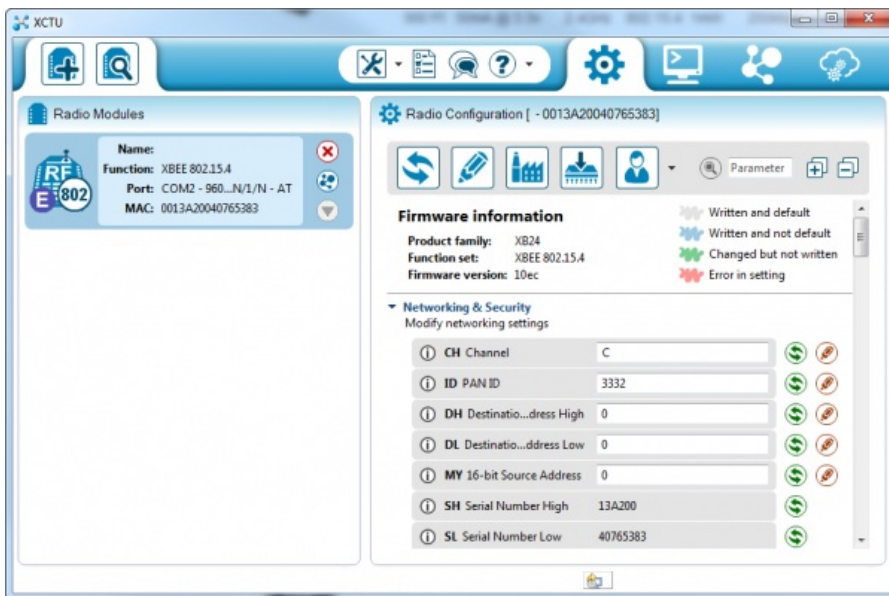 XCTU
Radio Modules
Name:
Function: XBEE 802.15.4
Port: COM2 - 960...N/1/N - AT
MAC: 0013A20040765383
RF
E
802
Radio Configuration [ - 0013A20040765383]
Parameter
Firmware information
Product family: XB24
Function set: XBEE 802.15.4
Firmware version: 10ec
Written and default
Written and not default
Changed but not written
Error in setting
Networking & Security
Modify networking settings
CH Channel C
ID PAN ID 3332
DH Destinatio...dress High 0
DL Destinatio...ddress Low 0
MY 16-bit Source Address 0
SH Serial Number High 13A200
SL Serial Number Low 40765383